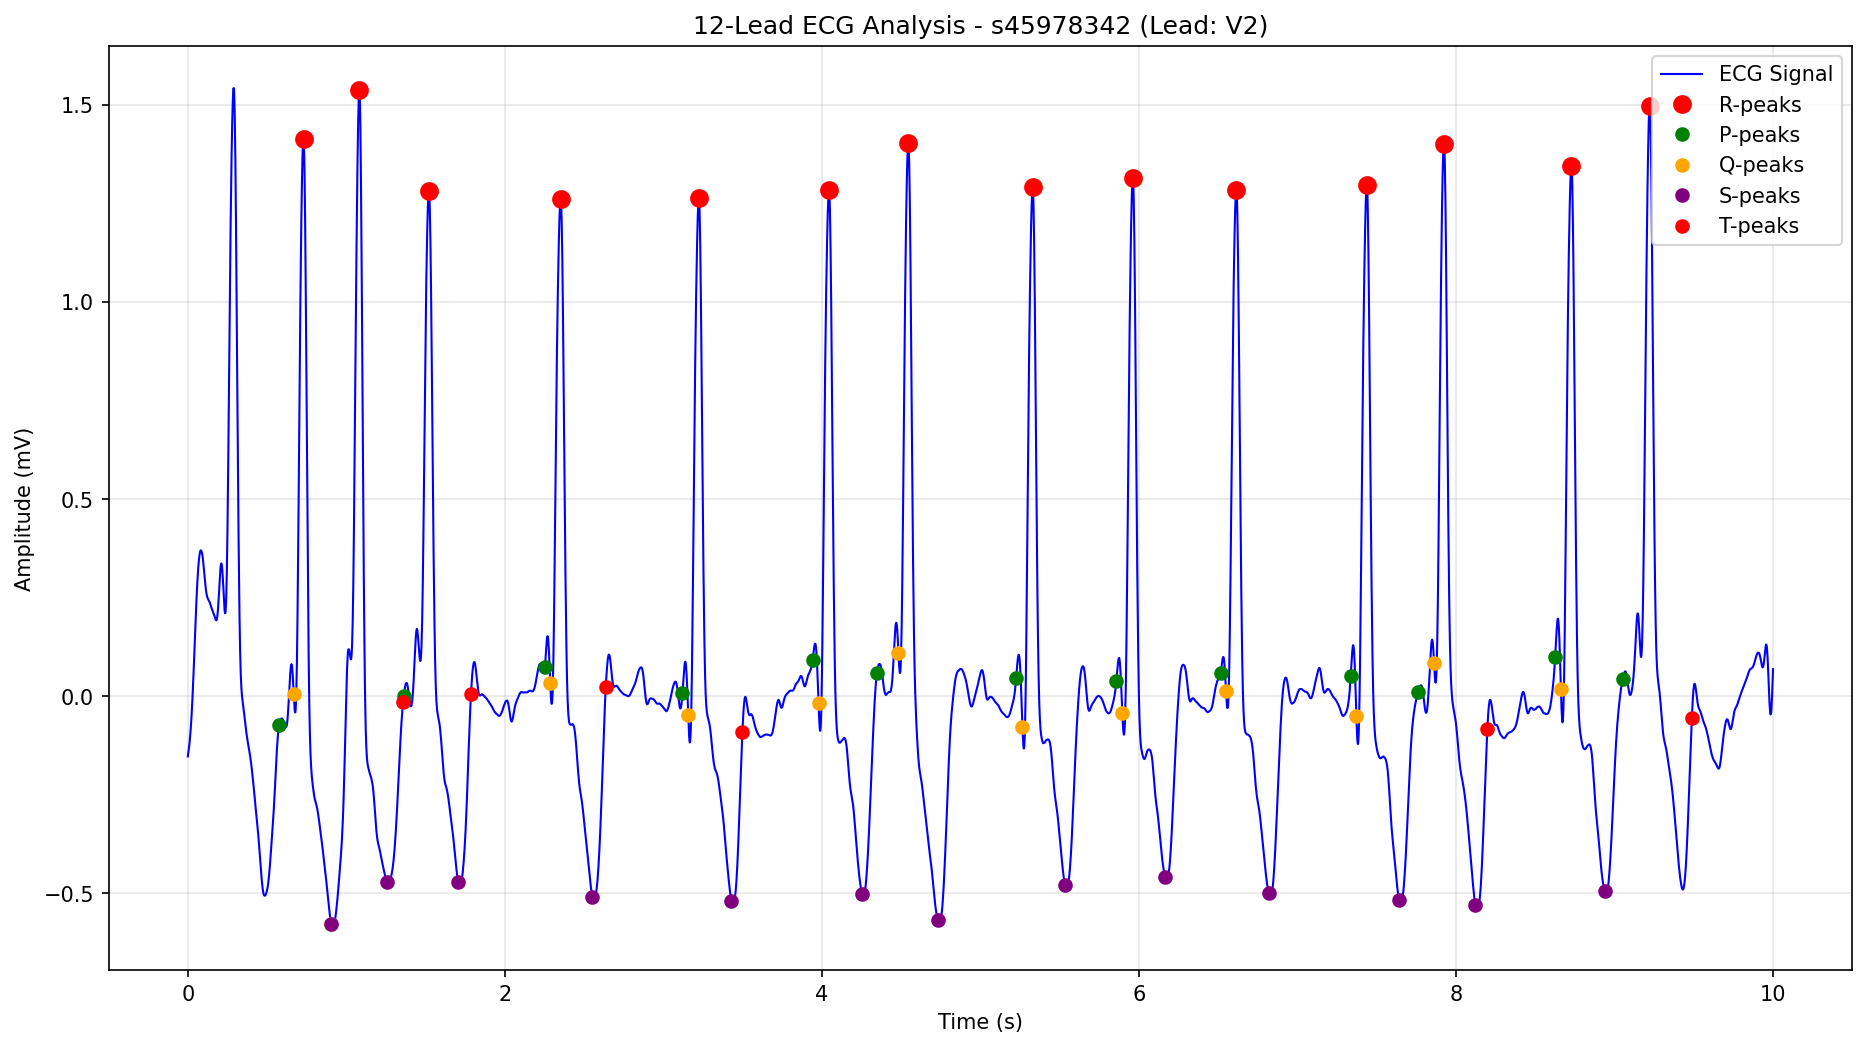 12-Lead ECG Analysis - s45978342 (Lead: V2)
ECG Signal
R-peaks
P-peaks
Q-peaks
S-peaks
T-peaks
Amplitude (mV)
1.5
1.0
0.5
0.0
−0.5
0 2 4 6 8 10
Time (s)